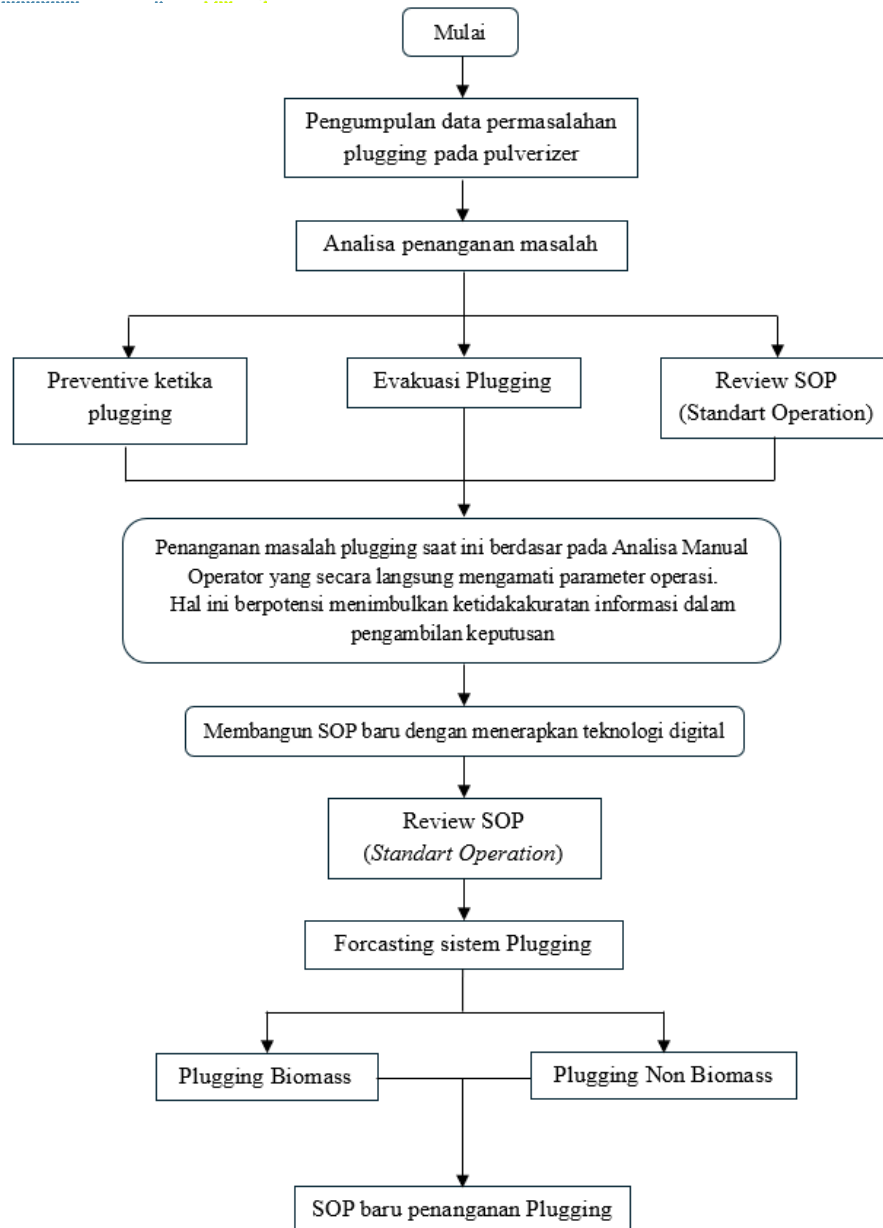 Mulai
Pengumpulan data permasalahan
plugging pada pulverizer
Analisa penanganan masalah
Preventive ketika
plugging
Evakuasi Plugging
Review SOP
(Standart Operation)
Penanganan masalah plugging saat ini berdasar pada Analisa Manual
Operator yang secara langsung mengamati parameter operasi.
Hal ini berpotensi menimbulkan ketidakakuratan informasi dalam
pengambilan keputusan
Membangun SOP baru dengan menerapkan teknologi digital
Review SOP
(Standart Operation)
Forcasting sistem Plugging
Plugging Biomass
Plugging Non Biomass
SOP baru penanganan Plugging